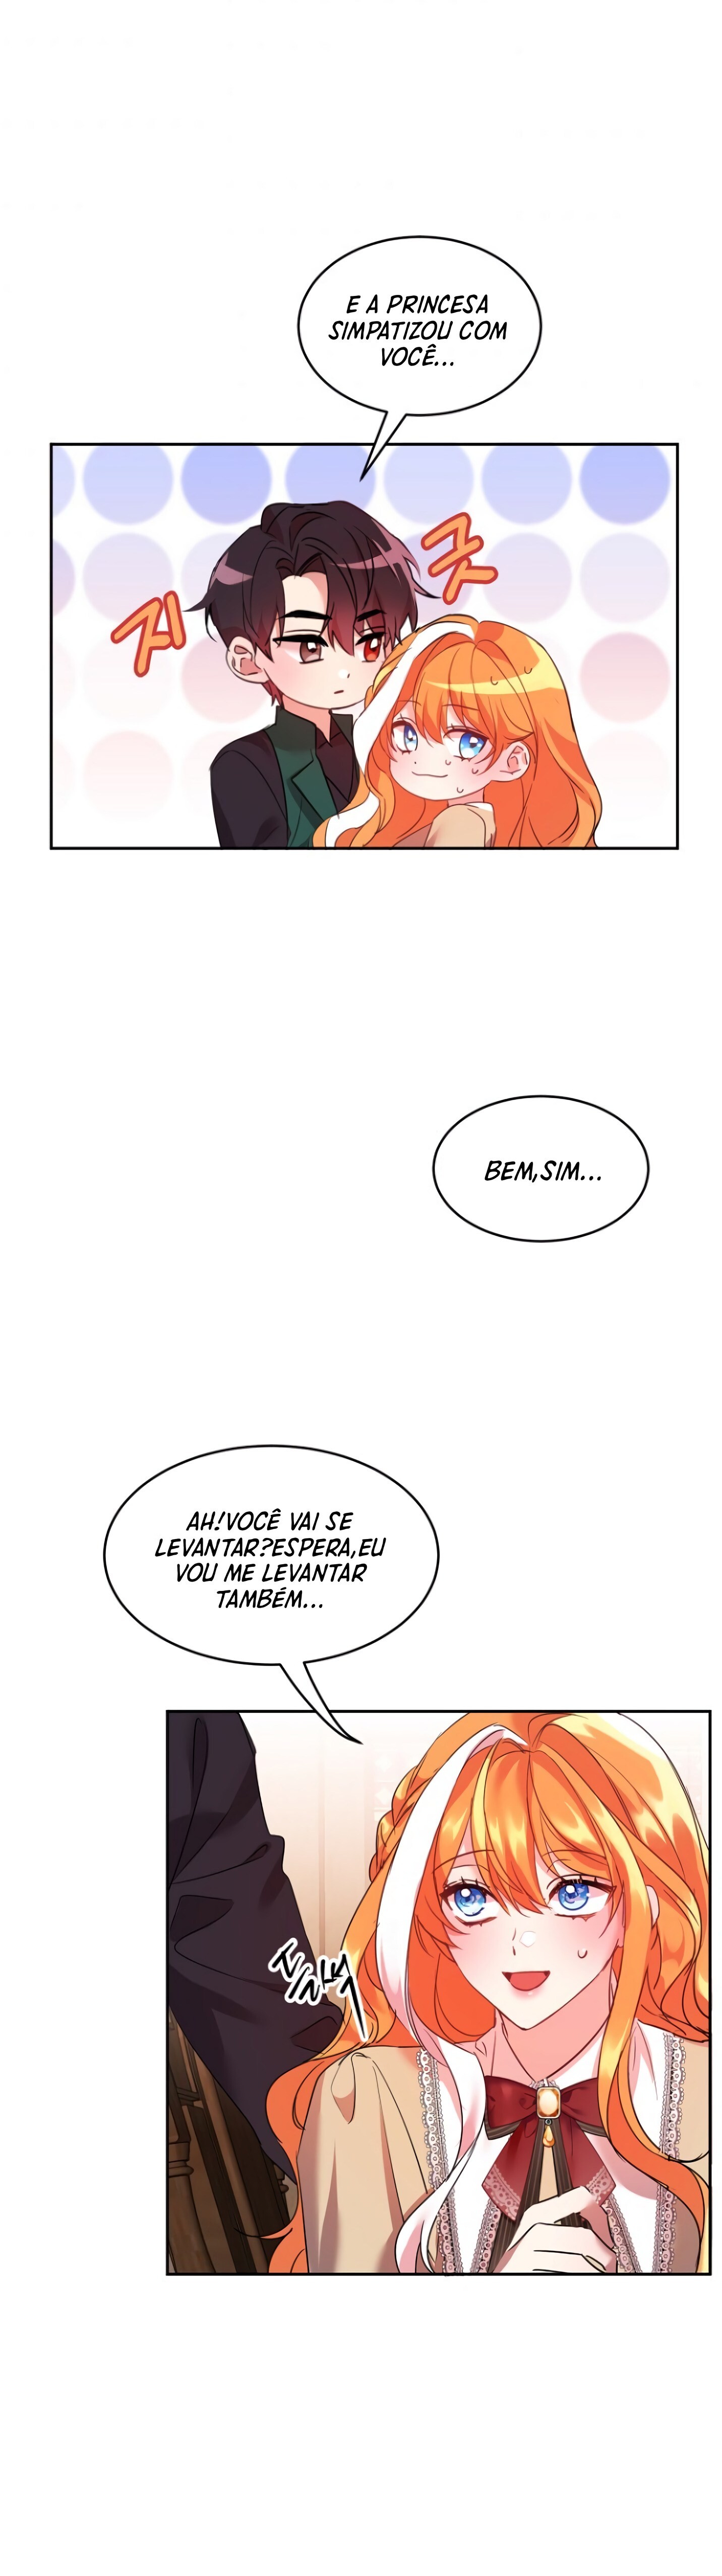 E A PRINCESA
SIMPATIZOU COM
VOCÊ...
지
긋
BEM,SIM...
AH!VOCÊ VAI SE
LEVANTAR?ESPERA,EU
VOU ME LEVANTAR
TAMBÉM...